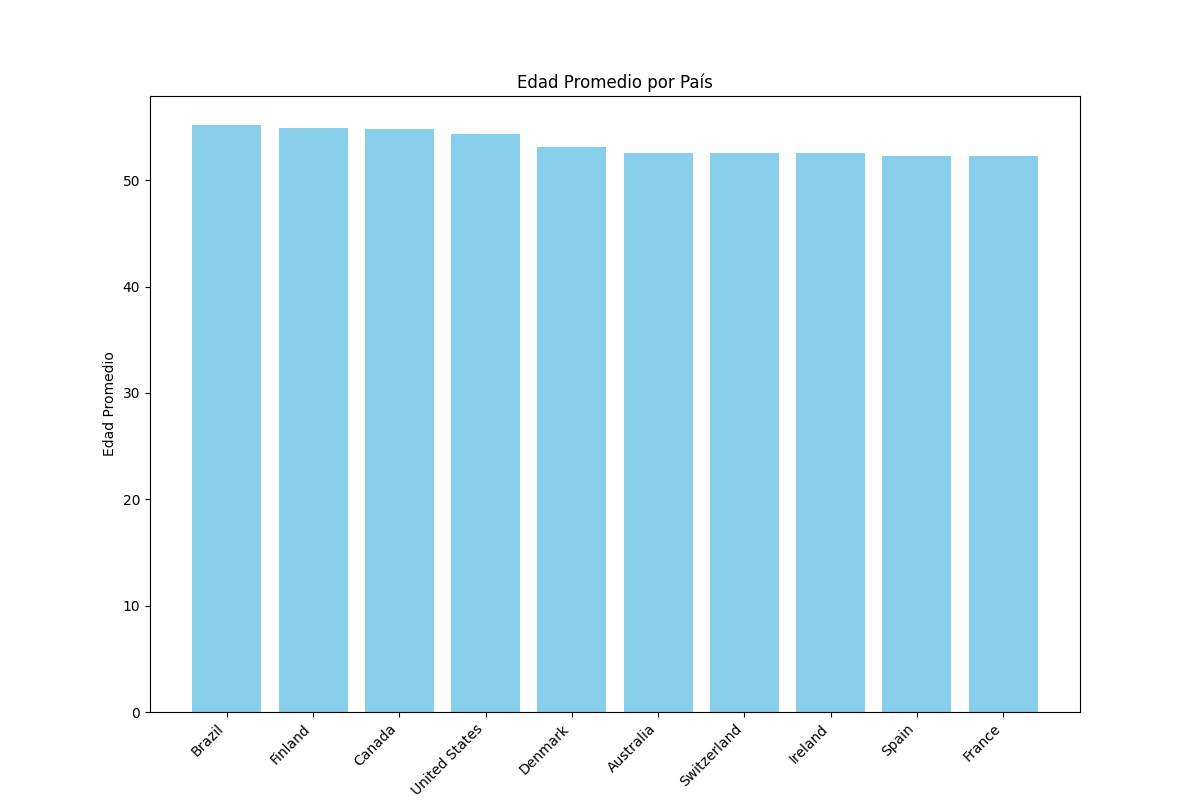 Edad Promedio por País
Edad Promedio
50
40
30
20
10
0
Brazil
Finland
Canada
United States
Denmark
Australia
Switzerland
Ireland
Spain
France